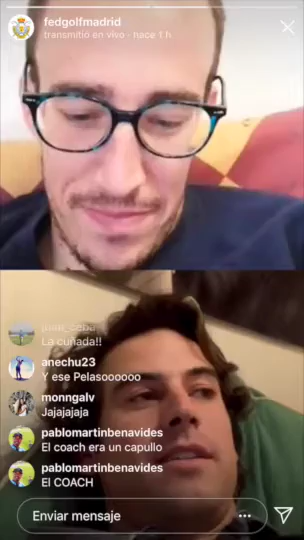 fedgolfmadrid
transmitió en vivo · hace 1 h
La cuñada!!
anechu23
Y ese Pelasoooooo
monngalv
Jajajajaja
pablomartinbenavides
El coach era un capullo
pablomartinbenavides
El COACH
Enviar mensaje